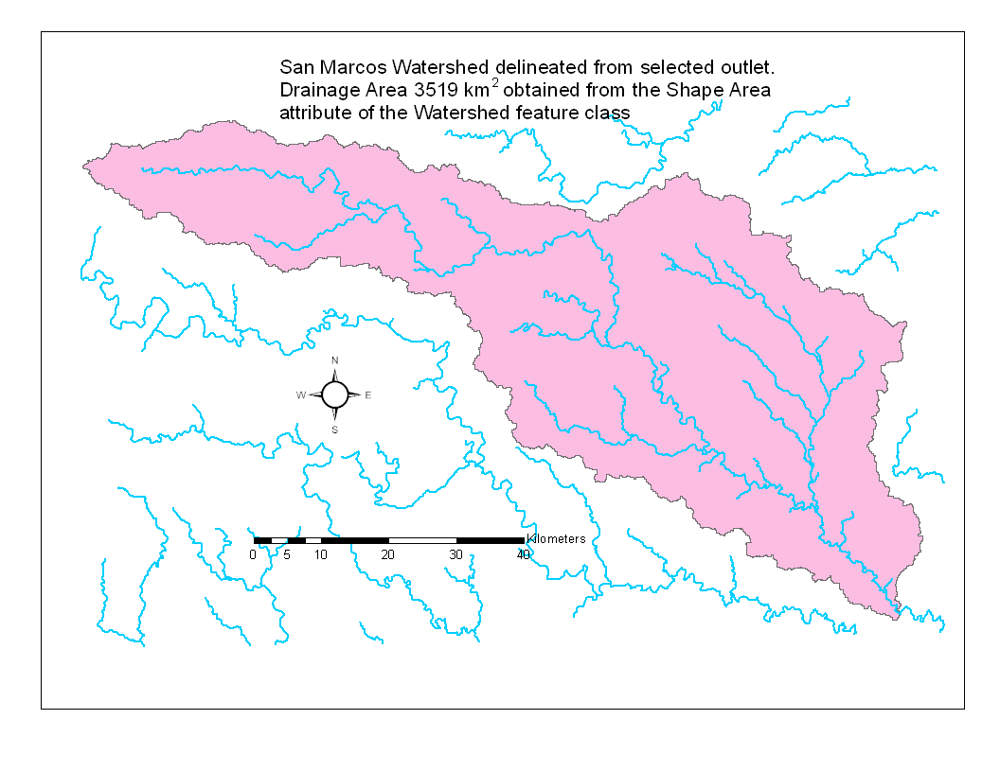 San Marcos Watershed delineated from selected outlet.
Drainage Area 3519 km² obtained from the Shape Area
attribute of the Watershed feature class
N
W E
S
Kilometers
0 5 10 20 30 40